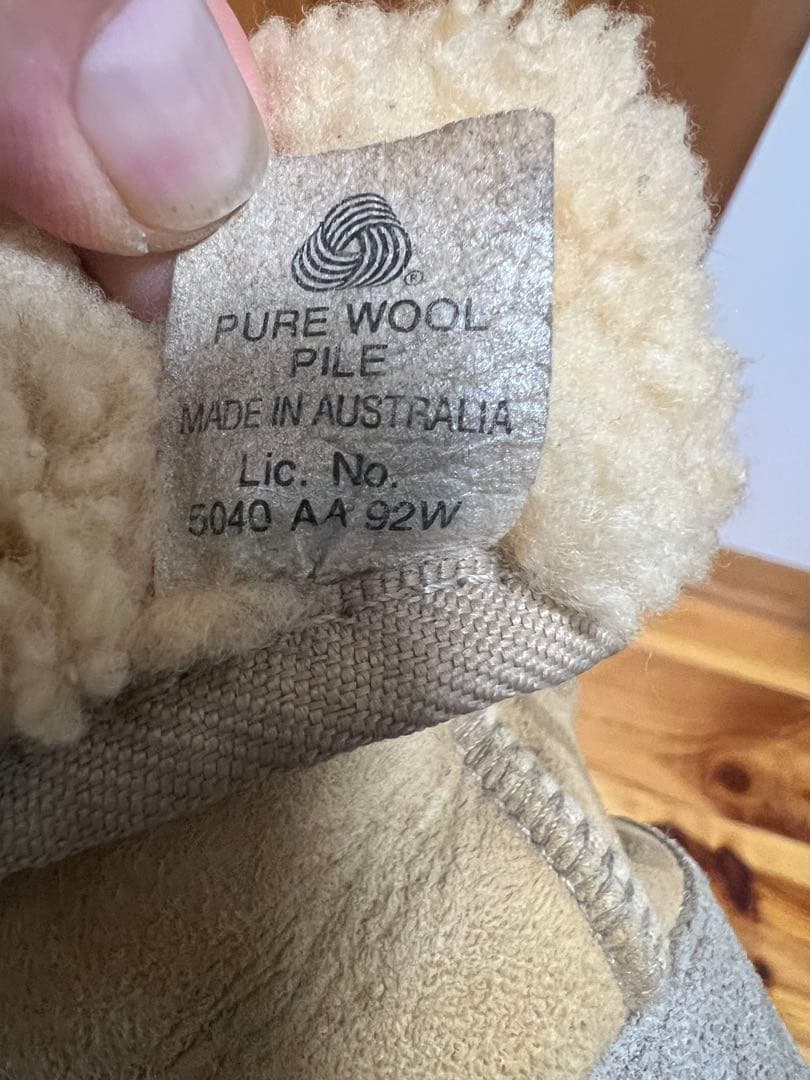 ®
PURE WOOL
PILE
MADE IN AUSTRALIA
Lic. No.
5040 AA 92W